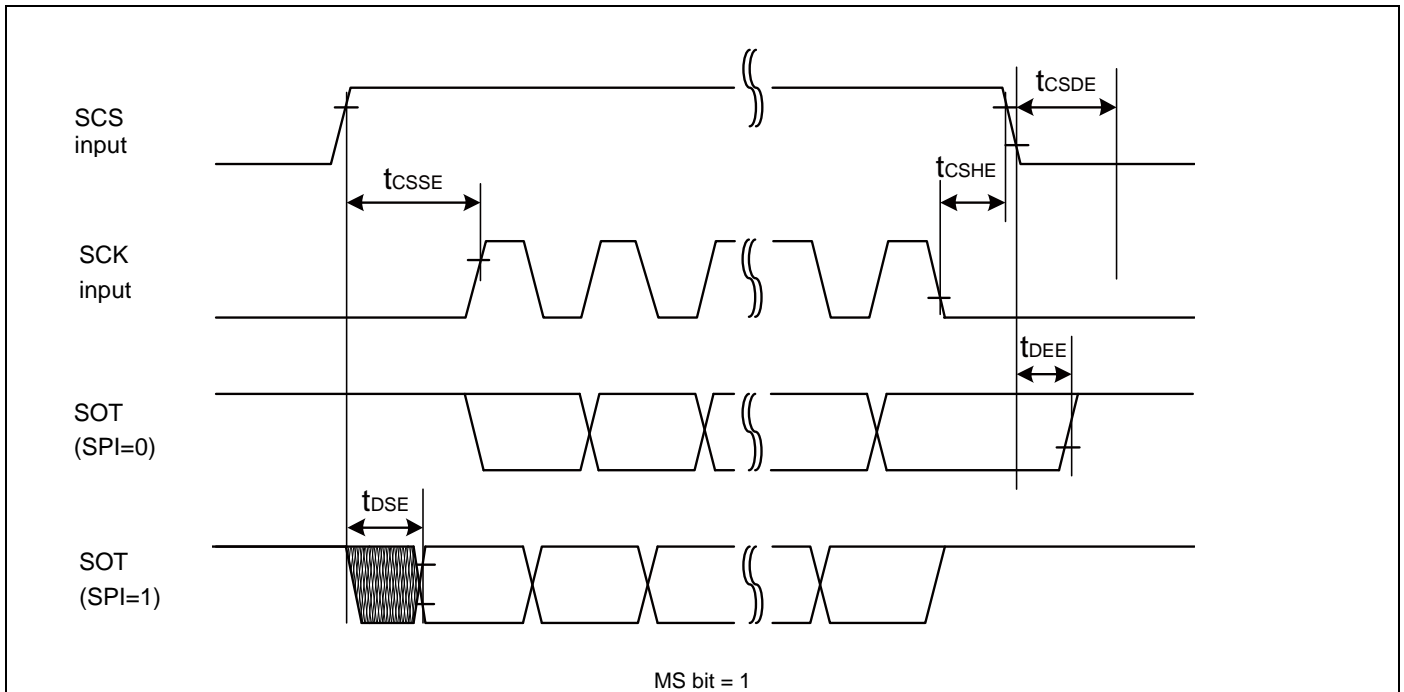 SCS
input
tCSDE
tCSSE
tCSHE
SCK
input
tDEE
SOT
(SPI=0)
tDSE
SOT
(SPI=1)
MS bit = 1